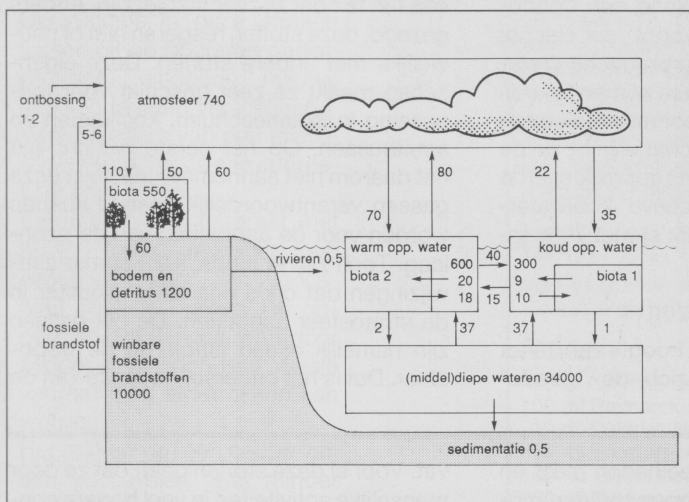 ontbossing
1-2
5-6
atmosfeer 740
110
50
60
80
22
biota 550
70
35
60
warm opp. water
koud opp. water
rivieren 0,5
40
600
300
biota 2
20
9
biota 1
bodem en
detritus 1200
18
15
10
2
37
37
1
fossiele
brandstof
winbare
fossiele
brandstoffen
10000
(middel)diepe wateren 34000
sedimentatie 0,5